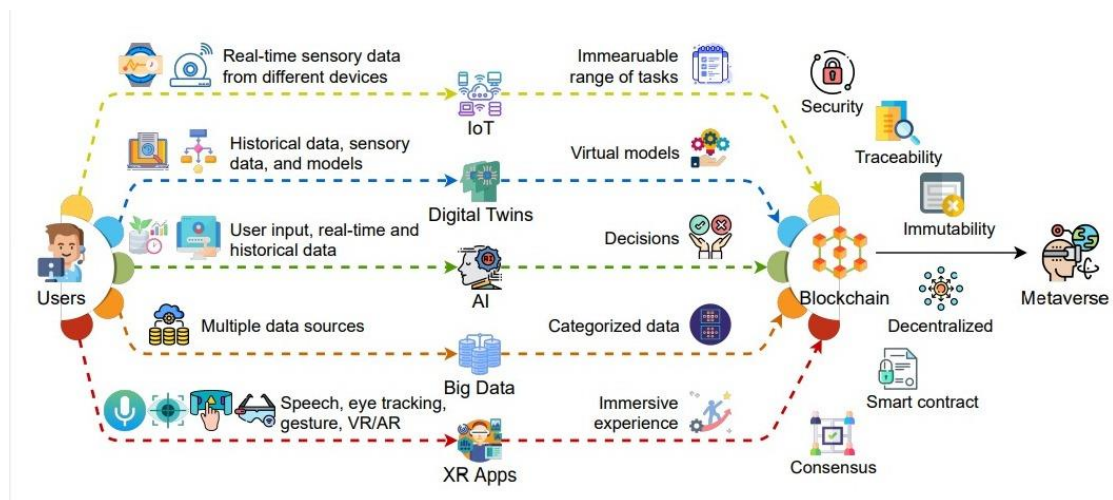 Real-time sensory data
from different devices
IoT
Immearuable
range of tasks
Historical data, sensory
data, and models
Digital Twins
Virtual models
User input, real-time and
historical data
AI
Decisions
Multiple data sources
Big Data
Categorized data
Speech, eye tracking,
gesture, VR/AR
XR Apps
Immersive
experience
Users
Blockchain
Security
Traceability
Immutability
Decentralized
Smart contract
Consensus
Metaverse